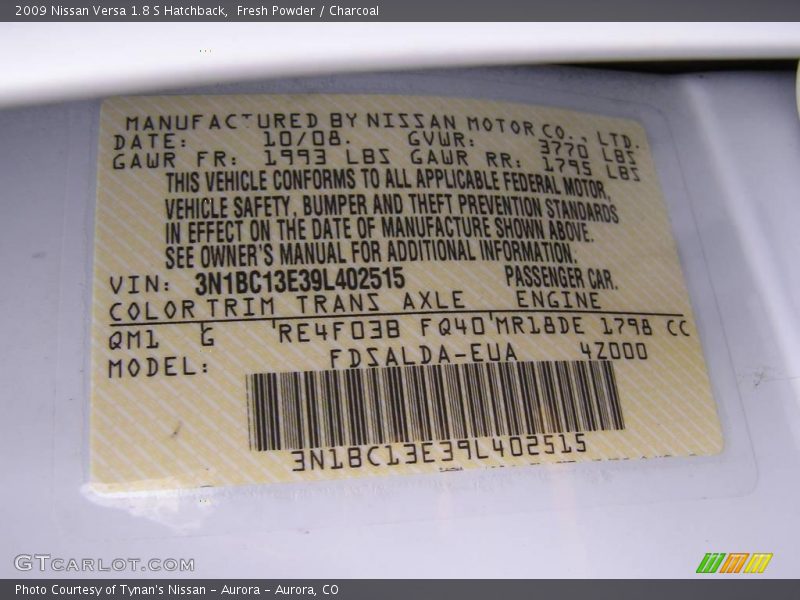 2009 Nissan Versa 1.8 S Hatchback,  Fresh Powder / Charcoal
MANUFACTURED BY NISSAN MOTOR CO., LTD.
DATE: 10/08. GVWR: 3770 LBS
GAWR FR: 1993 LBS GAWR RR: 1795 LBS
THIS VEHICLE CONFORMS TO ALL APPLICABLE FEDERAL MOTOR,
VEHICLE SAFETY, BUMPER AND THEFT PREVENTION STANDARDS
IN EFFECT ON THE DATE OF MANUFACTURE SHOWN ABOVE.
SEE OWNER'S MANUAL FOR ADDITIONAL INFORMATION.
VIN: 3N1BC13E39L402515 PASSENGER CAR.
COLOR TRIM TRANS AXLE ENGINE
QM1 G RE4F03B FQ40 MR18DE 1798 CC
MODEL: FDSALDA-EUA 4Z000
3N1BC13E39L402515
GTCARLOT.COM
Photo Courtesy of Tynan's Nissan - Aurora - Aurora, CO